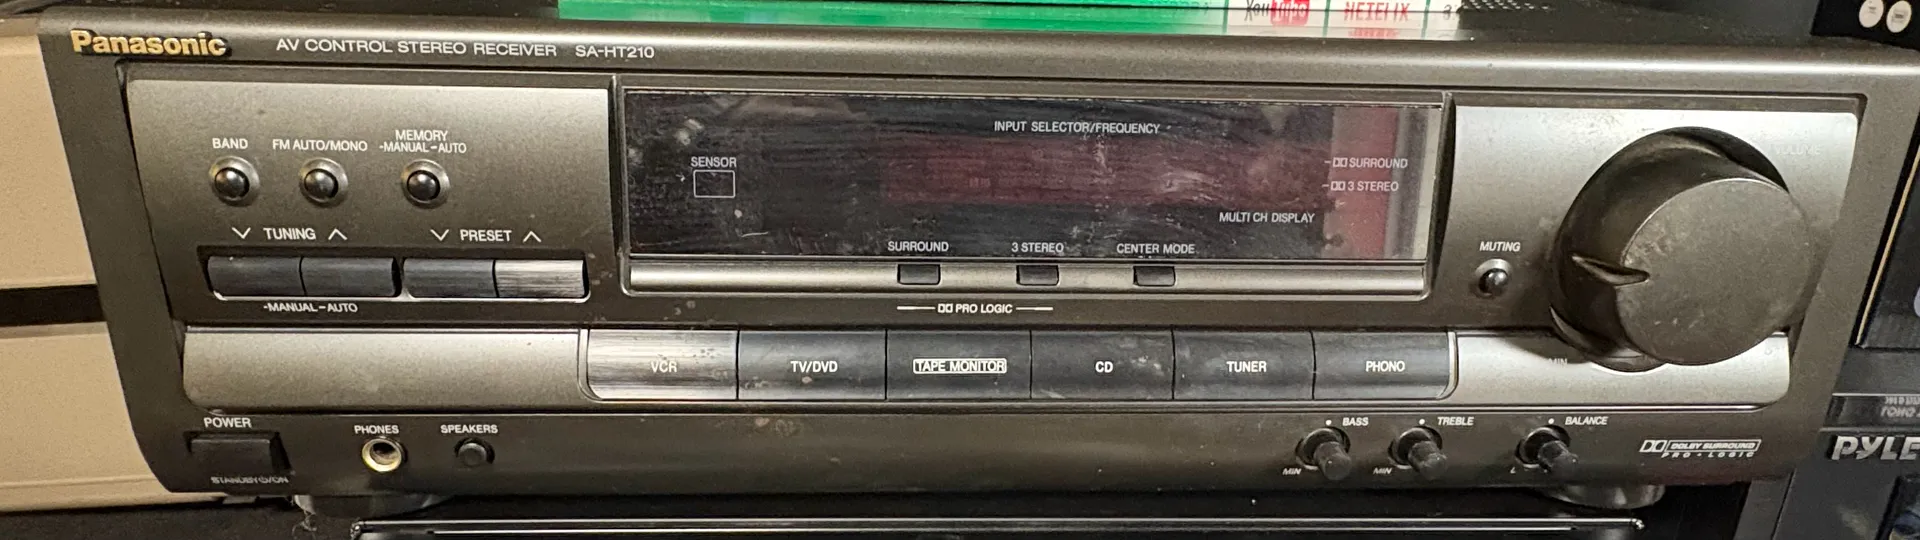 YouTube NETFLIX
Panasonic AV CONTROL STEREO RECEIVER SA-HT210
INPUT SELECTOR/FREQUENCY
BAND FM AUTO/MONO MEMORY
-MANUAL -AUTO
SENSOR
SURROUND
3 STEREO
MULTI CH DISPLAY
TUNING PRESET
SURROUND 3 STEREO CENTER MODE
MUTING
-MANUAL -AUTO
PRO LOGIC
VCR TV/DVD TAPE MONITOR CD TUNER PHONO
MIN
POWER PHONES SPEAKERS
BASS TREBLE BALANCE
MIN MIN L
DOLBY SURROUND
PRO·LOGIC
STANDBY/ON
PYLE